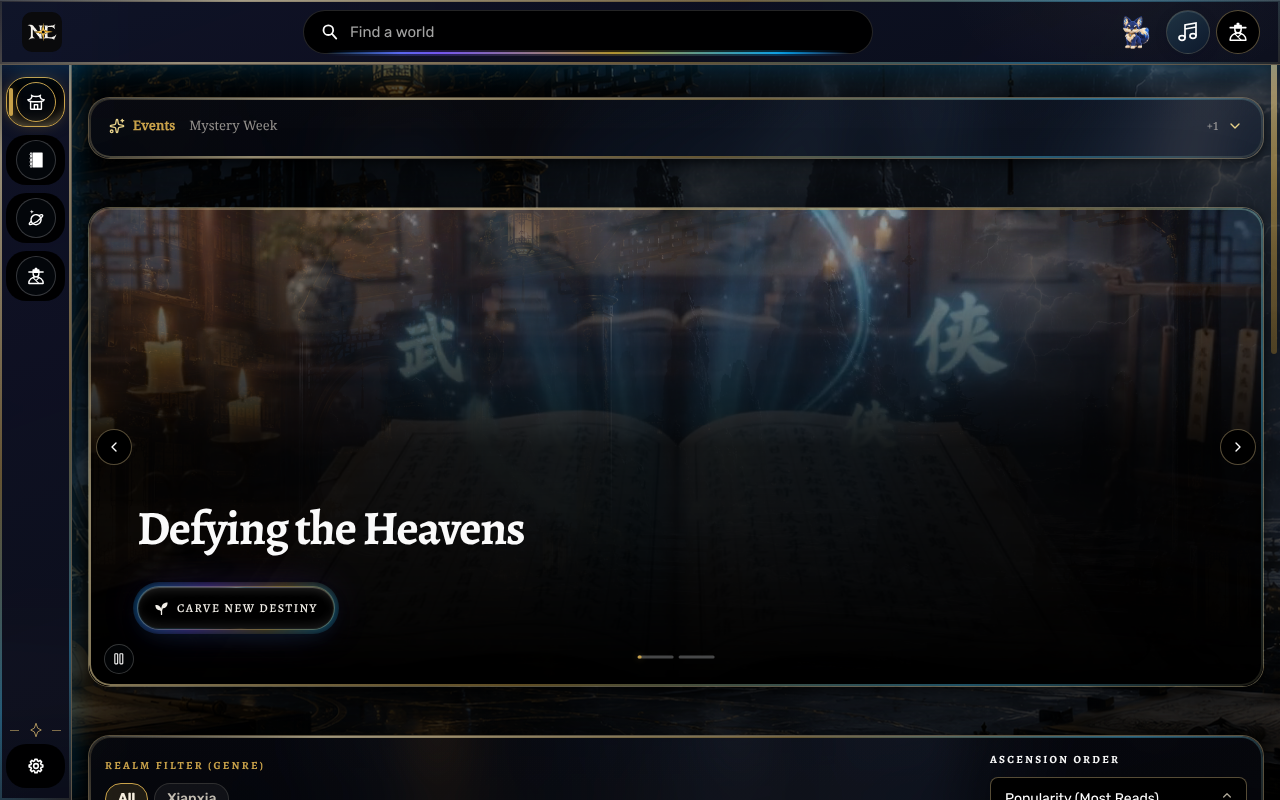 NE
Find a world
Events Mystery Week +1
武
侠
侠
Defying the Heavens
CARVE NEW DESTINY
REALM FILTER (GENRE)
ASCENSION ORDER
All Xianxia
Popularity (Most Reads)